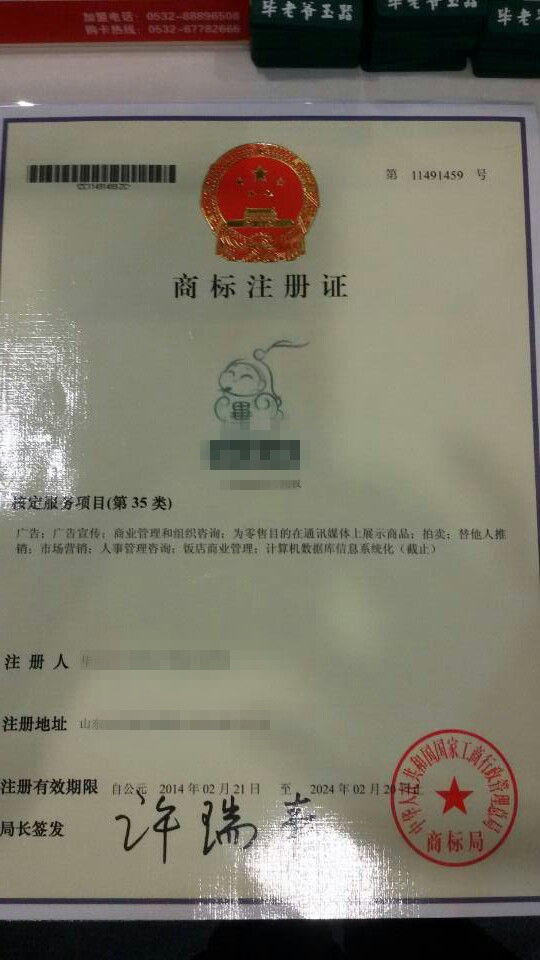 加盟电话：0532-88896506
购卡热线：0532-87782666
毕老爷玉器
毕老爷玉器
毕老
第 11491459 号
商标注册证
核定服务项目(第 35 类)
广告；广告宣传；商业管理和组织咨询；为零售目的在通讯媒体上展示商品；拍卖；替他人推
销；市场营销；人事管理咨询；饭店商业管理；计算机数据库信息系统化（截止）
注 册 人
注册地址 山东
注册有效期限 自公元 2014 年 02 月 21 日 至 2024 年 02 月 20 日止
局长签发 许瑞表
中华人民共和国国家工商行政管理总局
商标局